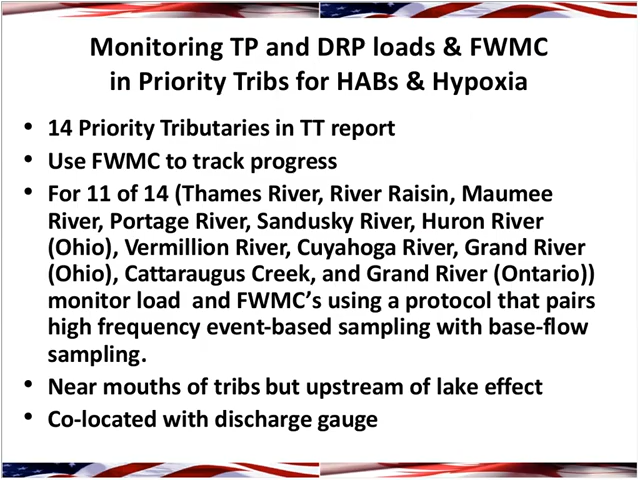 Monitoring TP and DRP loads & FWMC
in Priority Tribs for HABs & Hypoxia
• 14 Priority Tributaries in TT report
• Use FWMC to track progress
• For 11 of 14 (Thames River, River Raisin, Maumee
River, Portage River, Sandusky River, Huron River
(Ohio), Vermillion River, Cuyahoga River, Grand River
(Ohio), Cattaraugus Creek, and Grand River (Ontario))
monitor load and FWMC’s using a protocol that pairs
high frequency event-based sampling with base-flow
sampling.
• Near mouths of tribs but upstream of lake effect
• Co-located with discharge gauge